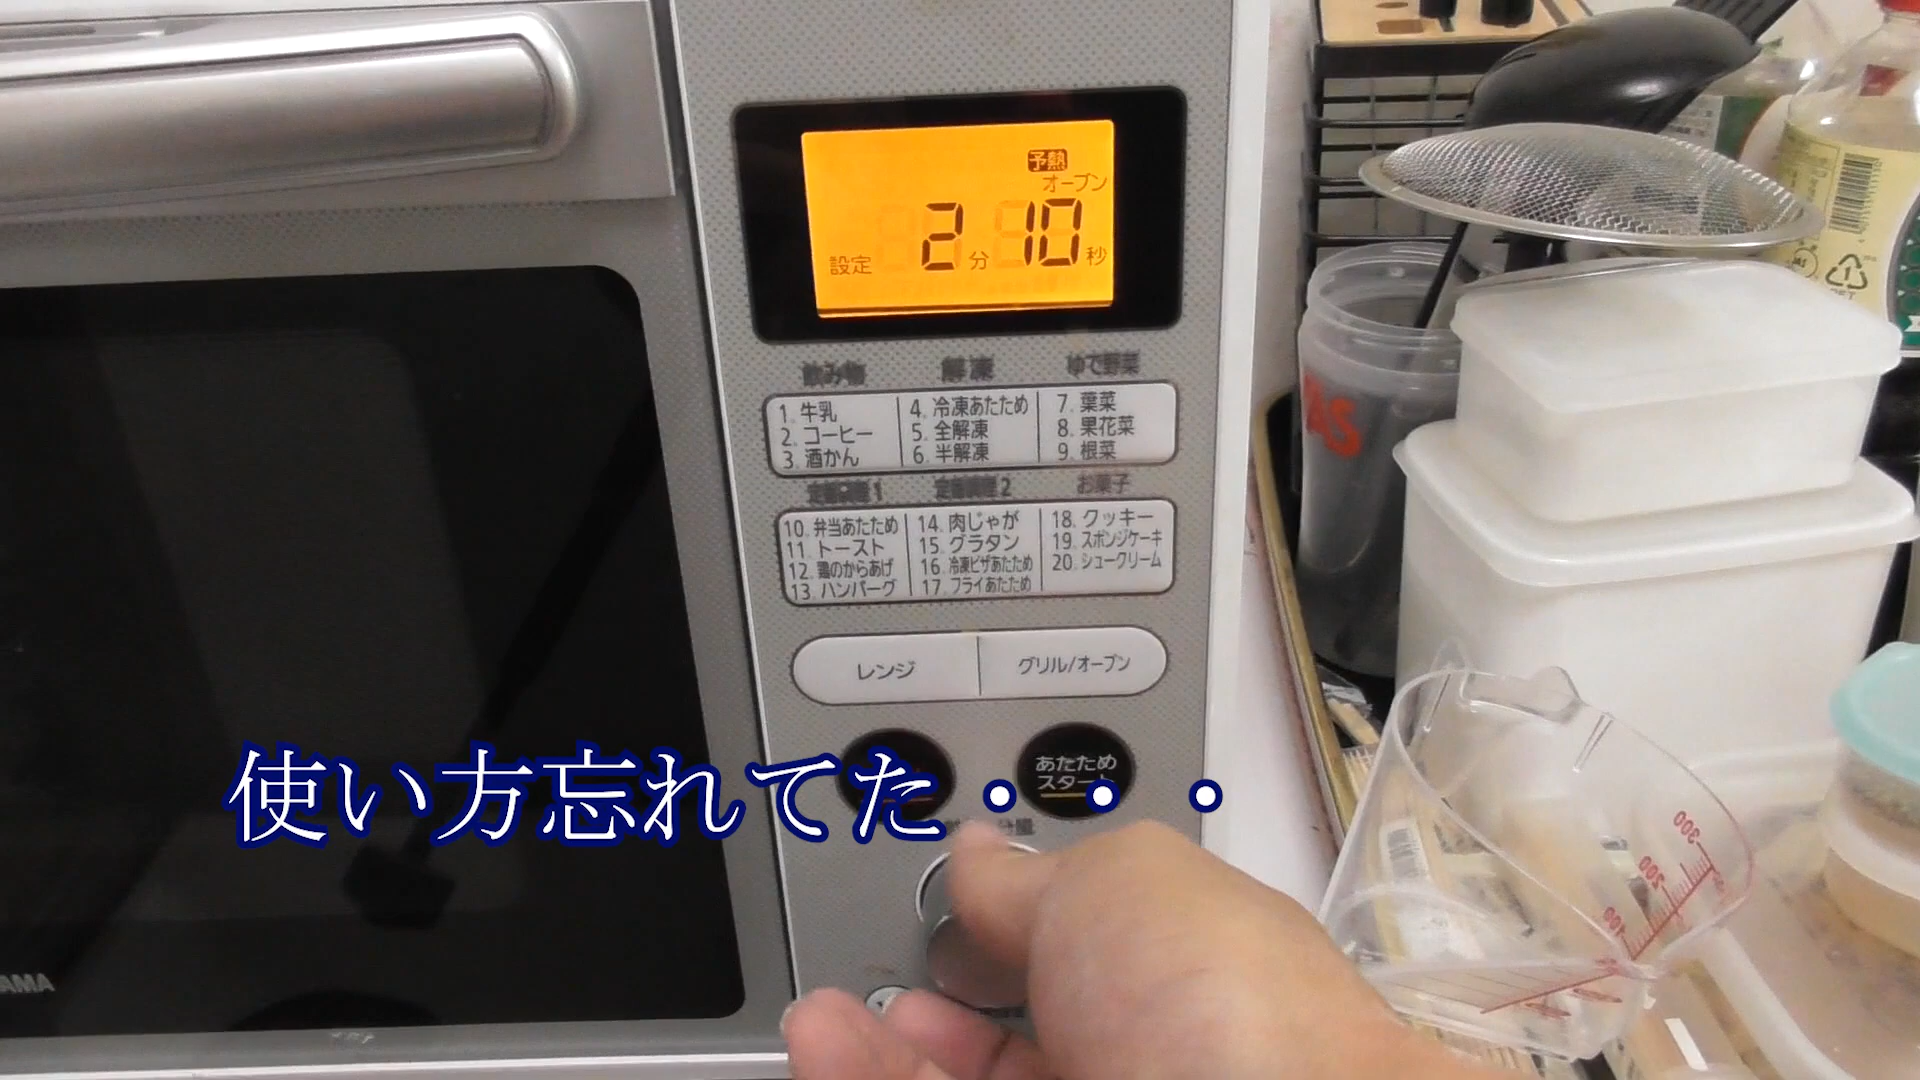 予熱
オーブン
設定 2分 10秒
飲み物 解凍 ゆで野菜
1. 牛乳
2. コーヒー
3. 酒かん
4. 冷凍あたため
5. 全解凍
6. 半解凍
7. 葉菜
8. 果花菜
9. 根菜
お菓子
10. 弁当あたため
11. トースト
12. 鶏のからあげ
13. ハンバーグ
14. 肉じゃが
15. グラタン
16. 冷凍ピザあたため
17. フライあたため
18. クッキー
19. スポンジケーキ
20. シュークリーム
レンジ グリル/オーブン
あたため
スタート
使い方忘れてた・・・
分量
AMA
AS
300
200
100
1